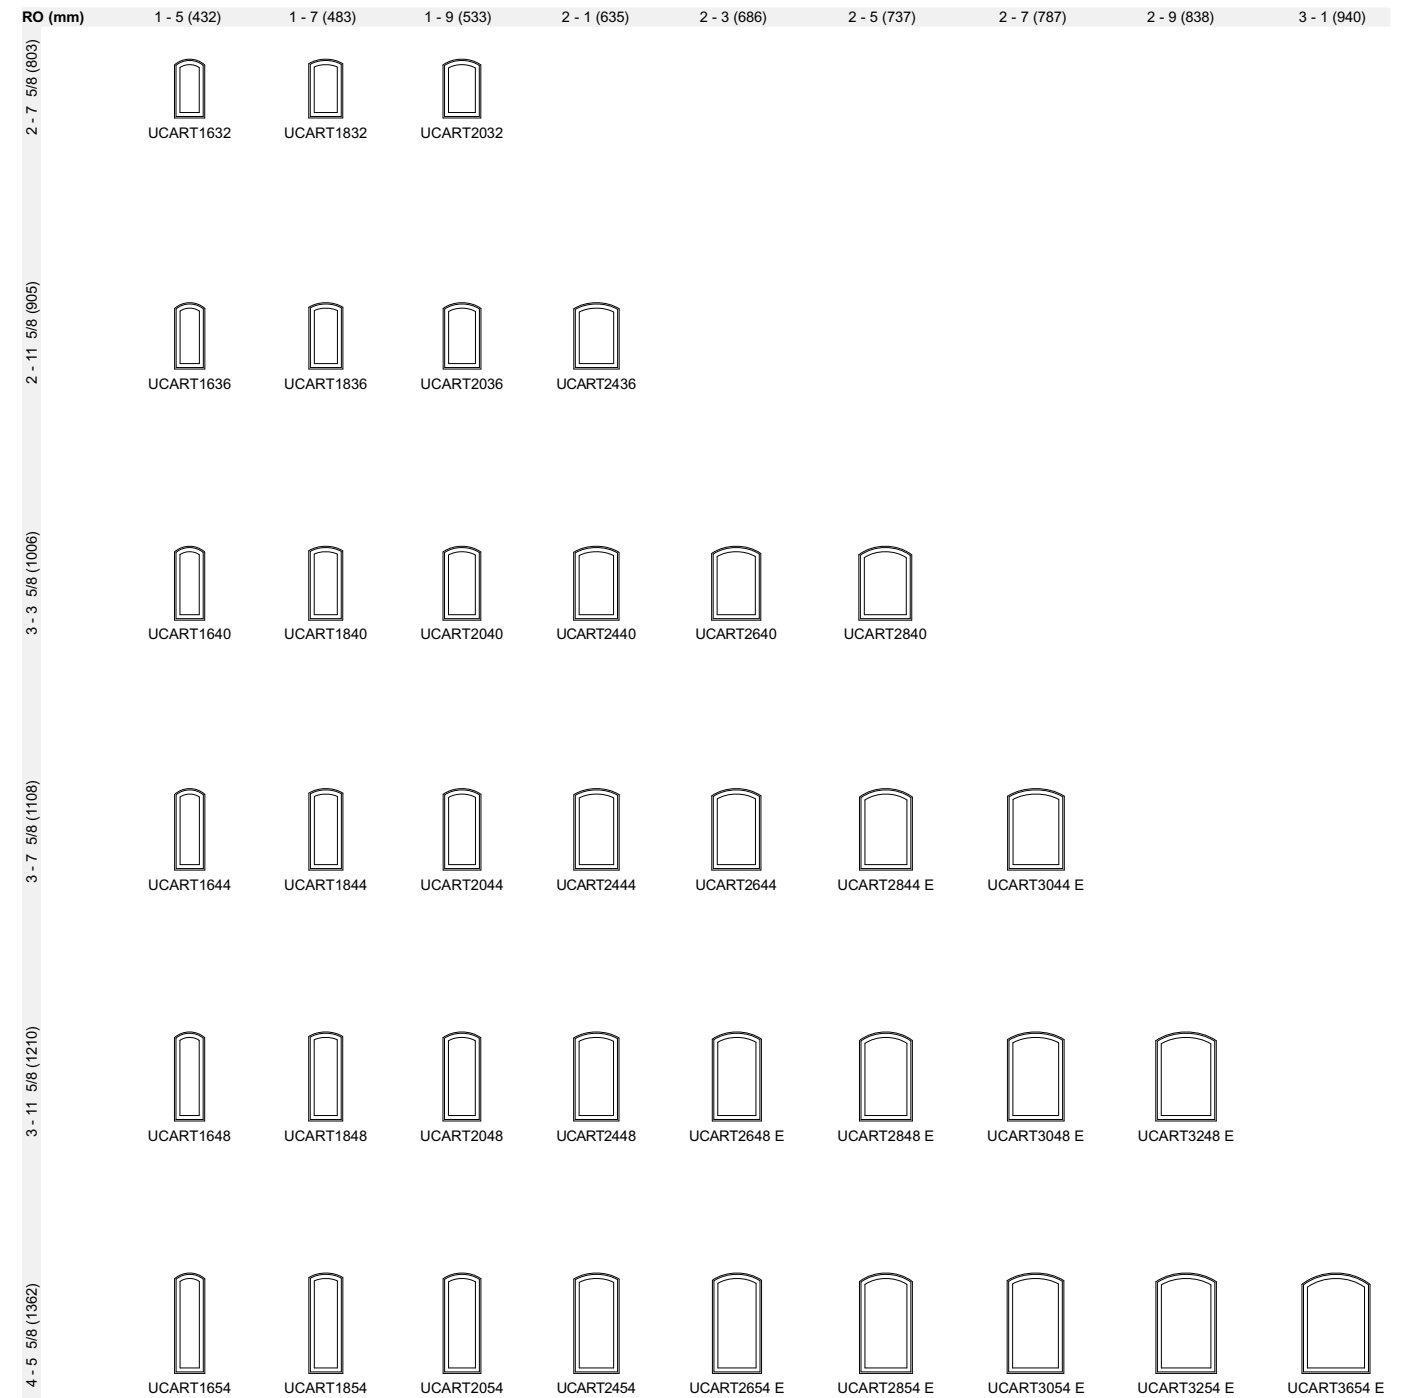 RO (mm) 1 - 5 (432) 1 - 7 (483) 1 - 9 (533) 2 - 1 (635) 2 - 3 (686) 2 - 5 (737) 2 - 7 (787) 2 - 9 (838) 3 - 1 (940)
2 - 7 5/8 (803)
UCART1632 UCART1832 UCART2032
2 - 11 5/8 (905)
UCART1636 UCART1836 UCART2036 UCART2436
3 - 3 5/8 (1006)
UCART1640 UCART1840 UCART2040 UCART2440 UCART2640 UCART2840
3 - 7 5/8 (1108)
UCART1644 UCART1844 UCART2044 UCART2444 UCART2644 UCART2844 E UCART3044 E
3 - 11 5/8 (1210)
UCART1648 UCART1848 UCART2048 UCART2448 UCART2648 E UCART2848 E UCART3048 E UCART3248 E
4 - 5 5/8 (1362)
UCART1654 UCART1854 UCART2054 UCART2454 UCART2654 E UCART2854 E UCART3054 E UCART3254 E UCART3654 E